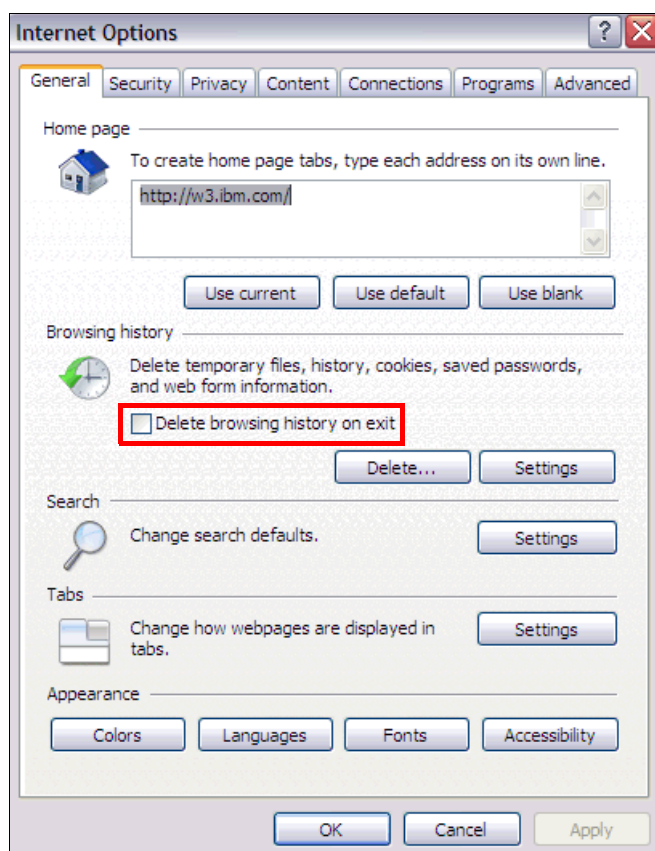 Internet Options
General Security Privacy Content Connections Programs Advanced
Home page
To create home page tabs, type each address on its own line.
http://w3.ibm.com/
Use current Use default Use blank
Browsing history
Delete temporary files, history, cookies, saved passwords,
and web form information.
Delete browsing history on exit
Delete... Settings
Search
Change search defaults. Settings
Tabs
Change how webpages are displayed in
tabs.
Settings
Appearance
Colors Languages Fonts Accessibility
OK Cancel Apply